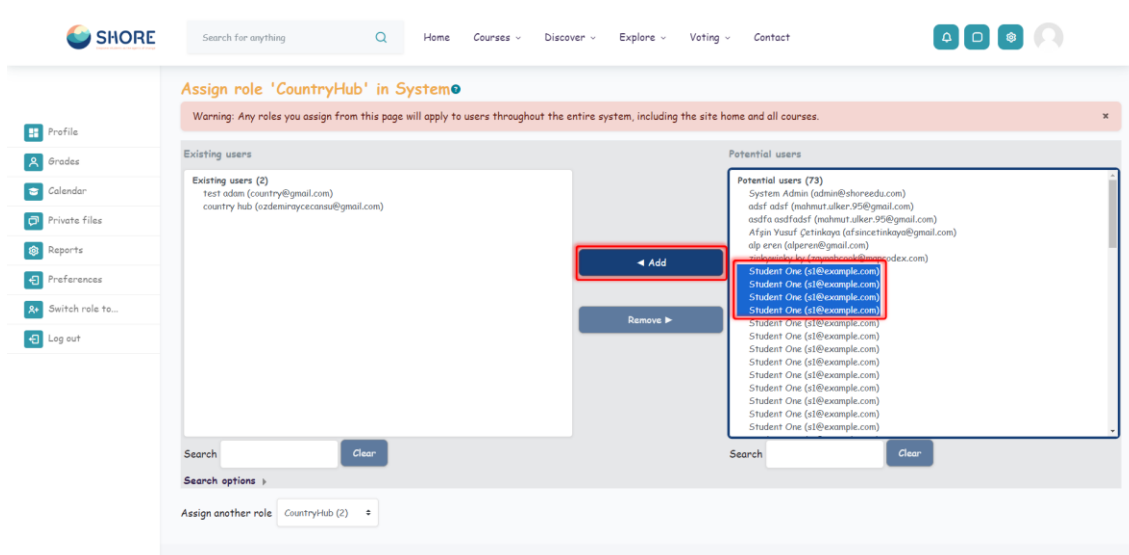 SHORE
Search for anything
Home Courses Discover Explore Voting Contact
Assign role 'CountryHub' in System
Warning: Any roles you assign from this page will apply to users throughout the entire system, including the site home and all courses. ×
Profile
Grades
Calendar
Private files
Reports
Preferences
Switch role to...
Log out
Existing users
Existing users (2)
test adam (country@gmail.com)
country hub (ozdemiraycecansu@gmail.com)
◄ Add
Remove ►
Potential users
Potential users (73)
System Admin (admin@shoreedu.com)
adsf adsf (mahmut.ulker.95@gmail.com)
asdfa asdfadsf (mahmut.ulker.95@gmail.com)
Afşin Yusuf Çetinkaya (afsincetinkaya@gmail.com)
alp eren (alperen@gmail.com)
Student One (s1@example.com)
Student One (s1@example.com)
Student One (s1@example.com)
Student One (s1@example.com)
Student One (s1@example.com)
Student One (s1@example.com)
Student One (s1@example.com)
Student One (s1@example.com)
Student One (s1@example.com)
Student One (s1@example.com)
Student One (s1@example.com)
Student One (s1@example.com)
Student One (s1@example.com)
Search Clear
Search Clear
Search options
Assign another role CountryHub (2)